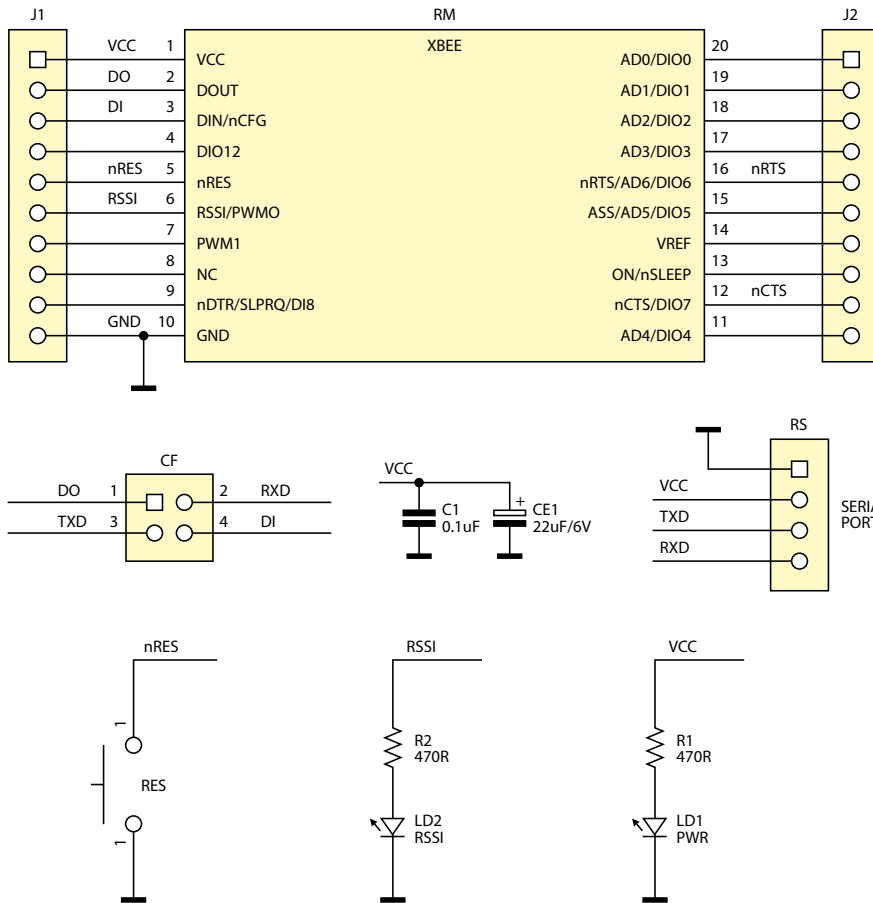 J1
RM
J2
XBEE
VCC 1 VCC
DO 2 DOUT
DI 3 DIN/nCFG
4 DIO12
nRES 5 nRES
RSSI 6 RSSI/PWMO
7 PWM1
8 NC
9 nDTR/SLPRQ/DI8
GND 10 GND
AD0/DIO0 20
AD1/DIO1 19
AD2/DIO2 18
AD3/DIO3 17
nRTS/AD6/DIO6 16 nRTS
ASS/AD5/DIO5 15
VREF 14
ON/nSLEEP 13
nCTS/DIO7 12 nCTS
AD4/DIO4 11
CF
DO 1 2 RXD
TXD 3 4 DI
VCC
C1
0.1uF
+
CE1
22uF/6V
RS
VCC
TXD
RXD
nRES
1
RES
1
RSSI
R2
470R
LD2
RSSI
VCC
R1
470R
LD1
PWR